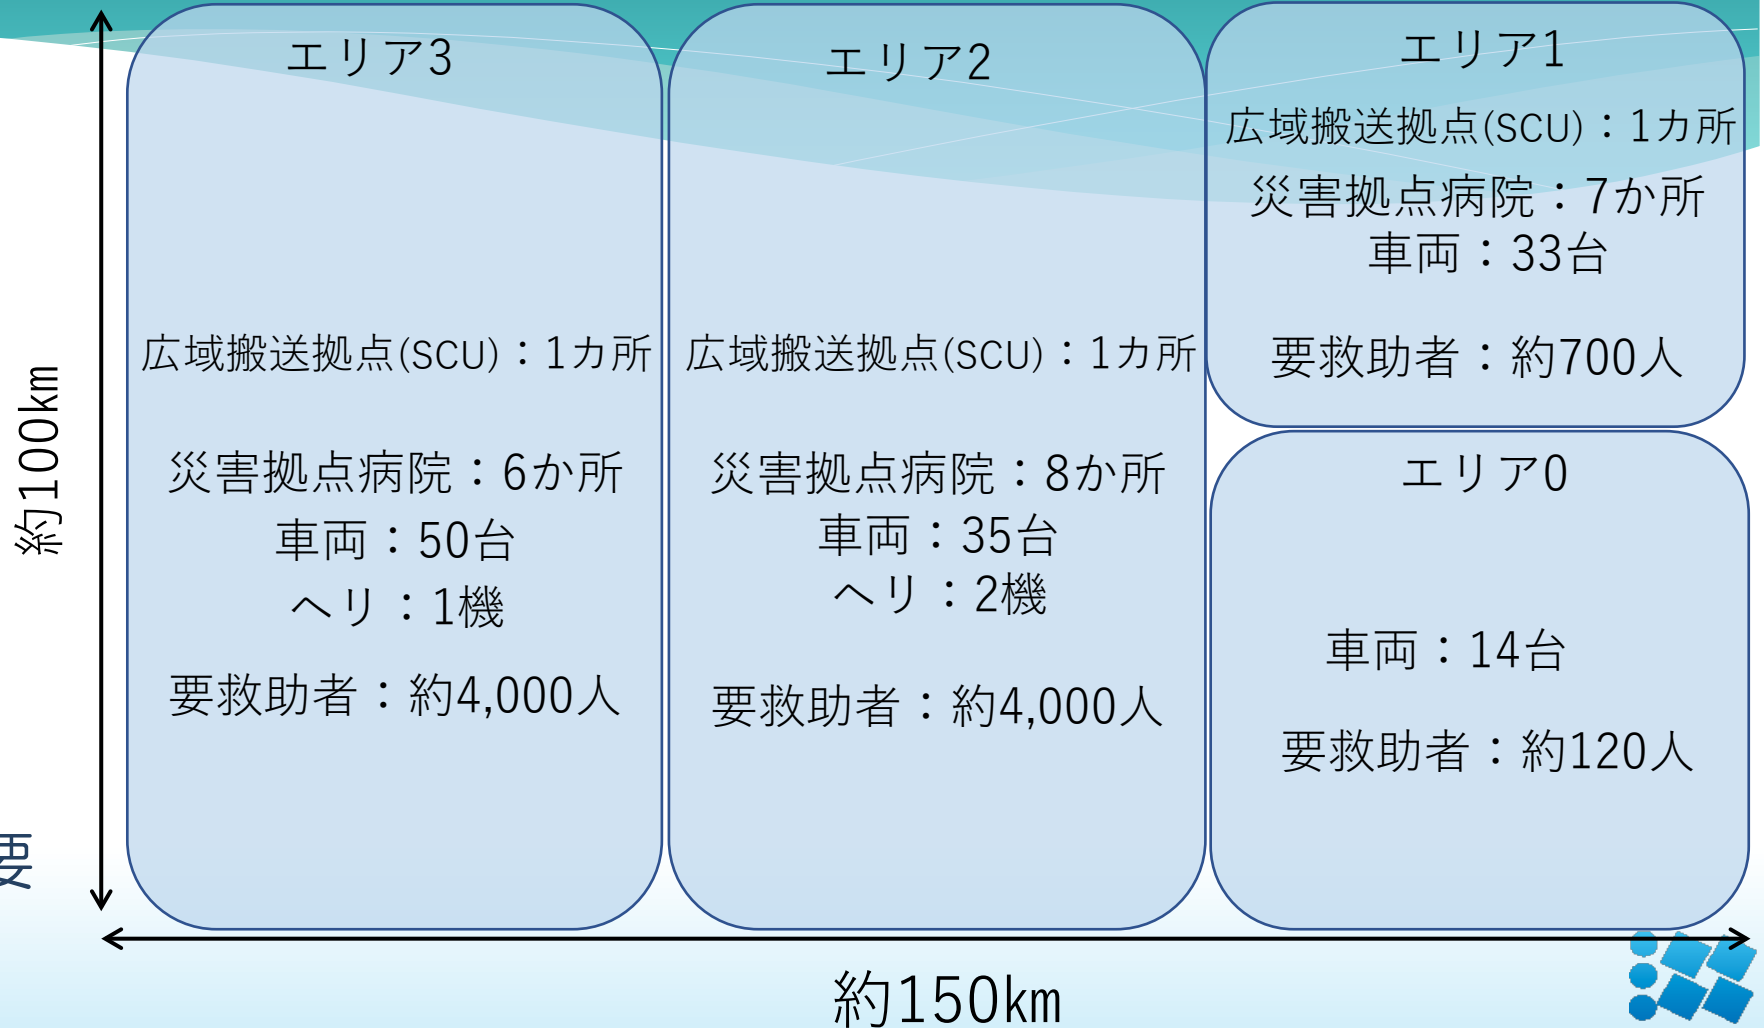 エリア3
広域搬送拠点(SCU)：1カ所
災害拠点病院：6か所
車両：50台
ヘリ：1機
要救助者：約4,000人
エリア2
広域搬送拠点(SCU)：1カ所
災害拠点病院：8か所
車両：35台
ヘリ：2機
要救助者：約4,000人
エリア1
広域搬送拠点(SCU)：1カ所
災害拠点病院：7か所
車両：33台
要救助者：約700人
エリア0
車両：14台
要救助者：約120人
約100km
要
約150km